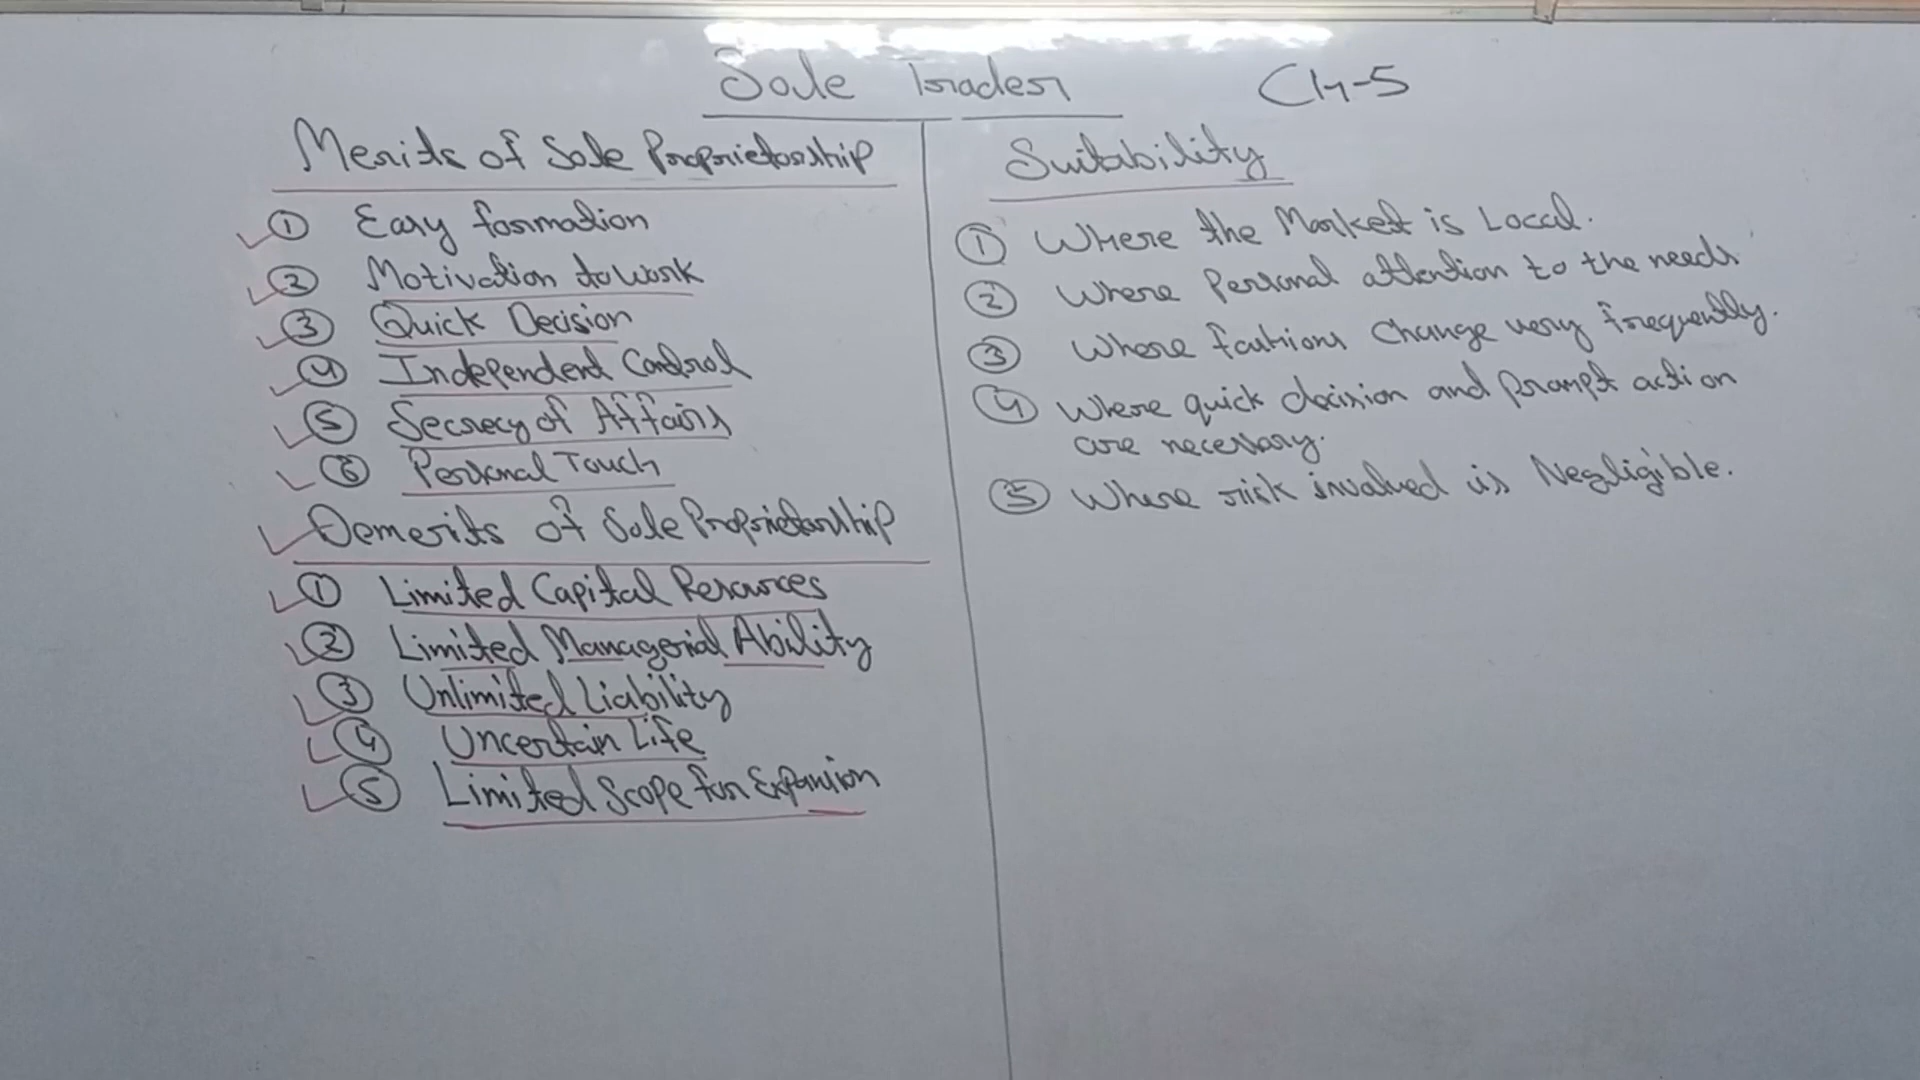 Sole trader Ch-5
Merits of Sole Proprietorship
① Easy formation
② Motivation to work
③ Quick Decision
④ Independent Control
⑤ Secrecy of Affairs
⑥ Personal Touch
Demerits of Sole Proprietorship
① Limited Capital Resources
② Limited Managerial Ability
③ Unlimited Liability
④ Uncertain Life
⑤ Limited Scope for Expansion
Suitability
① Where the Market is Local.
② Where Personal attention to the needs
③ Where fashions Change very frequently.
④ Where quick decision and prompt action
are necessary.
⑤ Where risk involved is Negligible.